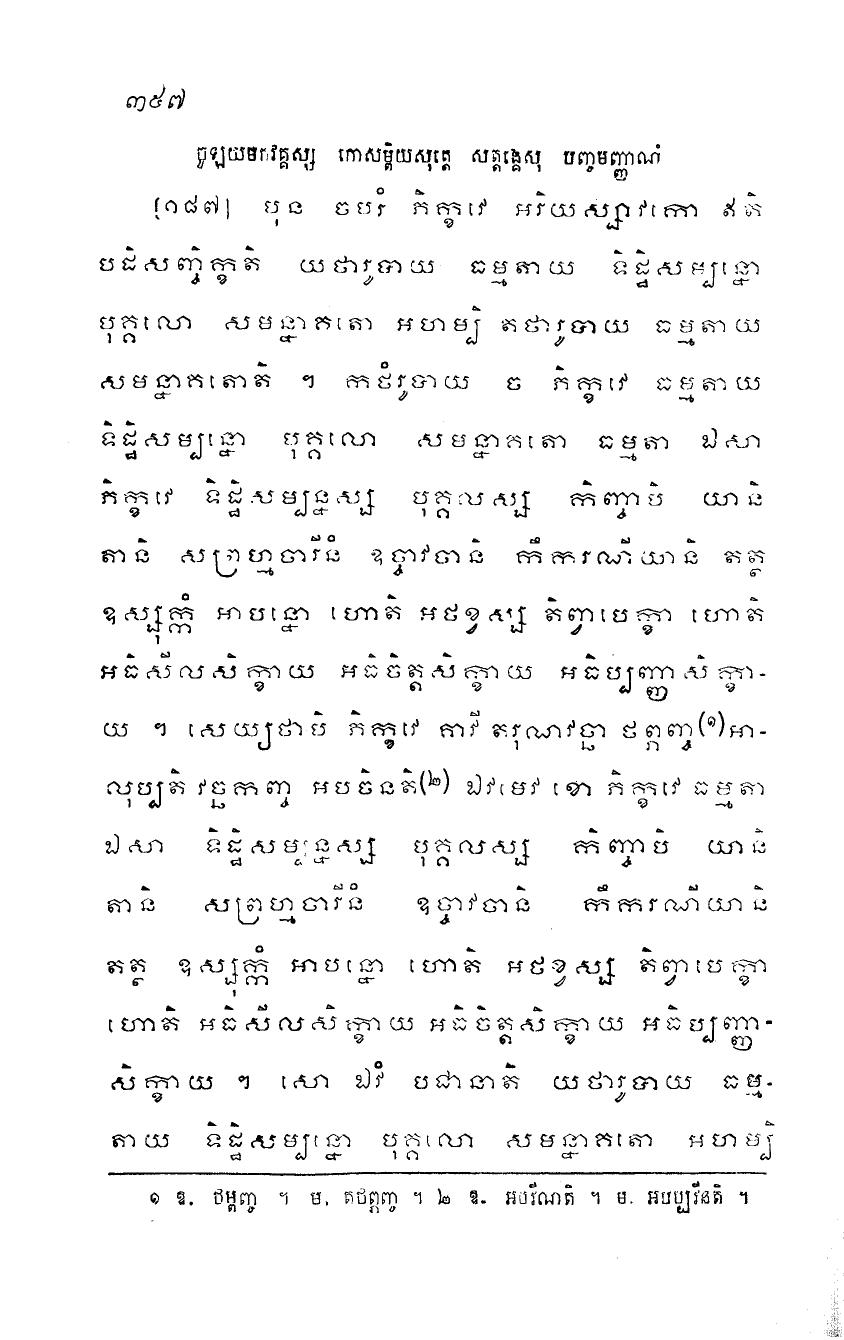 ៣៩៧
ចូឡយមកវគ្គស្ស កោសម្ពិយសុត្តេ សត្តង្គេសុ បញ្ចមញ្ញាណំ
[១៨៧] បុន ចបរំ ភិក្ខវេ អរិយស្សាវកោ ឥតិ
បដិសញ្ចិក្ខតិ យថារូបាយ ធម្មតាយ ទិដ្ឋិសម្បន្នោ
បុគ្គលោ សមន្នាគតោ អហម្បិ តថារូបាយ ធម្មតាយ
សមន្នាគតោតិ ។ កថំរូបាយ ច ភិក្ខវេ ធម្មតាយ
ទិដ្ឋិសម្បន្នោ បុគ្គលោ សមន្នាគតោ ធម្មតា ឯសា
ភិក្ខវេ ទិដ្ឋិសម្បន្នស្ស បុគ្គលស្ស កិញ្ចាបិ យានិ
តានិ សព្រហ្មចារីនំ ឧច្ចាវចានិ កឹករណីយានិ តត្ថ
ឧស្សុក្កំ អាបន្នោ ហោតិ អថខ្វស្ស តិព្វាបេក្ខា ហោតិ
អធិសីលសិក្ខាយ អធិចិត្តសិក្ខាយ អធិប្បញ្ញាសិក្ខា-
យ ។ សេយ្យថាបិ ភិក្ខវេ គាវី តរុណវច្ឆា ថព្ភញ្ច(១)អា-
លុប្បតិ វច្ឆកញ្ច អបចិនតិ(២) ឯវមេវ ខោ ភិក្ខវេ ធម្មតា
ឯសា ទិដ្ឋិសម្បន្នស្ស បុគ្គលស្ស កិញ្ចាបិ យានិ
តានិ សព្រហ្មចារីនំ ឧច្ចាវចានិ កឹករណីយានិ
តត្ថ ឧស្សុក្កំ អាបន្នោ ហោតិ អថខ្វស្ស តិព្វាបេក្ខា
ហោតិ អធិសីលសិក្ខាយ អធិចិត្តសិក្ខាយ អធិប្បញ្ញា-
សិក្ខាយ ។ សោ ឯវំ បជានាតិ យថារូបាយ ធម្ម-
តាយ ទិដ្ឋិសម្បន្នោ បុគ្គលោ សមន្នាគតោ អហម្បិ
១ ឱ. ថម្ភញ្ច ។ ម. គថព្ភញ្ច ។ ២ ឱ. អបវីណតិ ។ ម. អបប្បវីនតិ ។